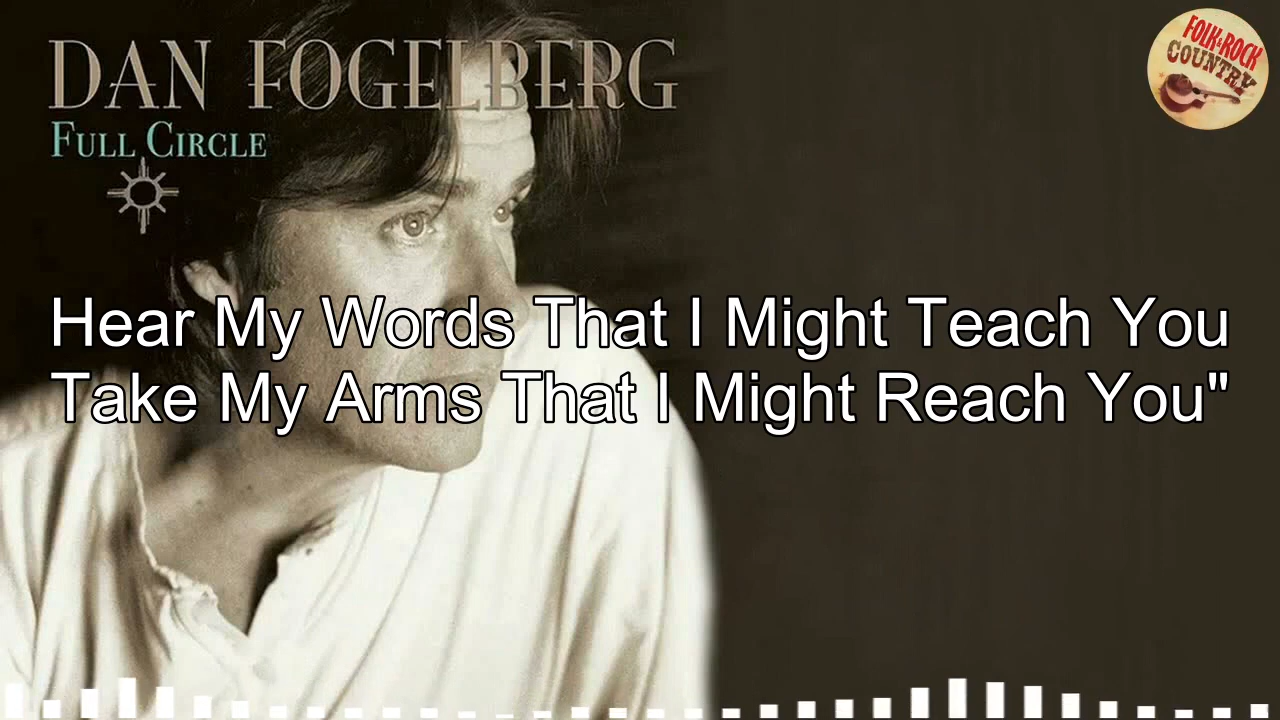 DAN FOGELBERG
FULL CIRCLE
FOLK & ROCK
COUNTRY
Hear My Words That I Might Teach You
Take My Arms That I Might Reach You"